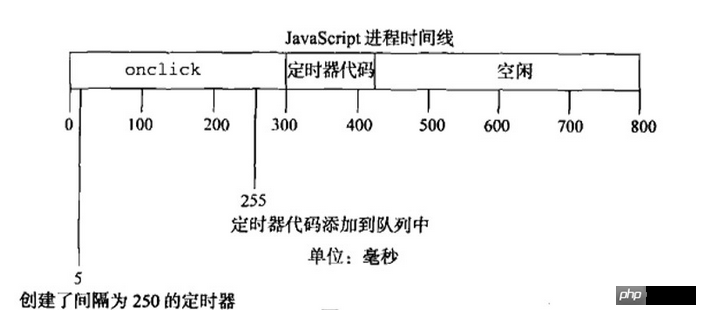 JavaScript 进程时间线
onclick 定时器代码 空闲
0 100 200 300 400 500 600 700 800
255
定时器代码添加到队列中
单位：毫秒
5
创建了间隔为 250 的定时器
php